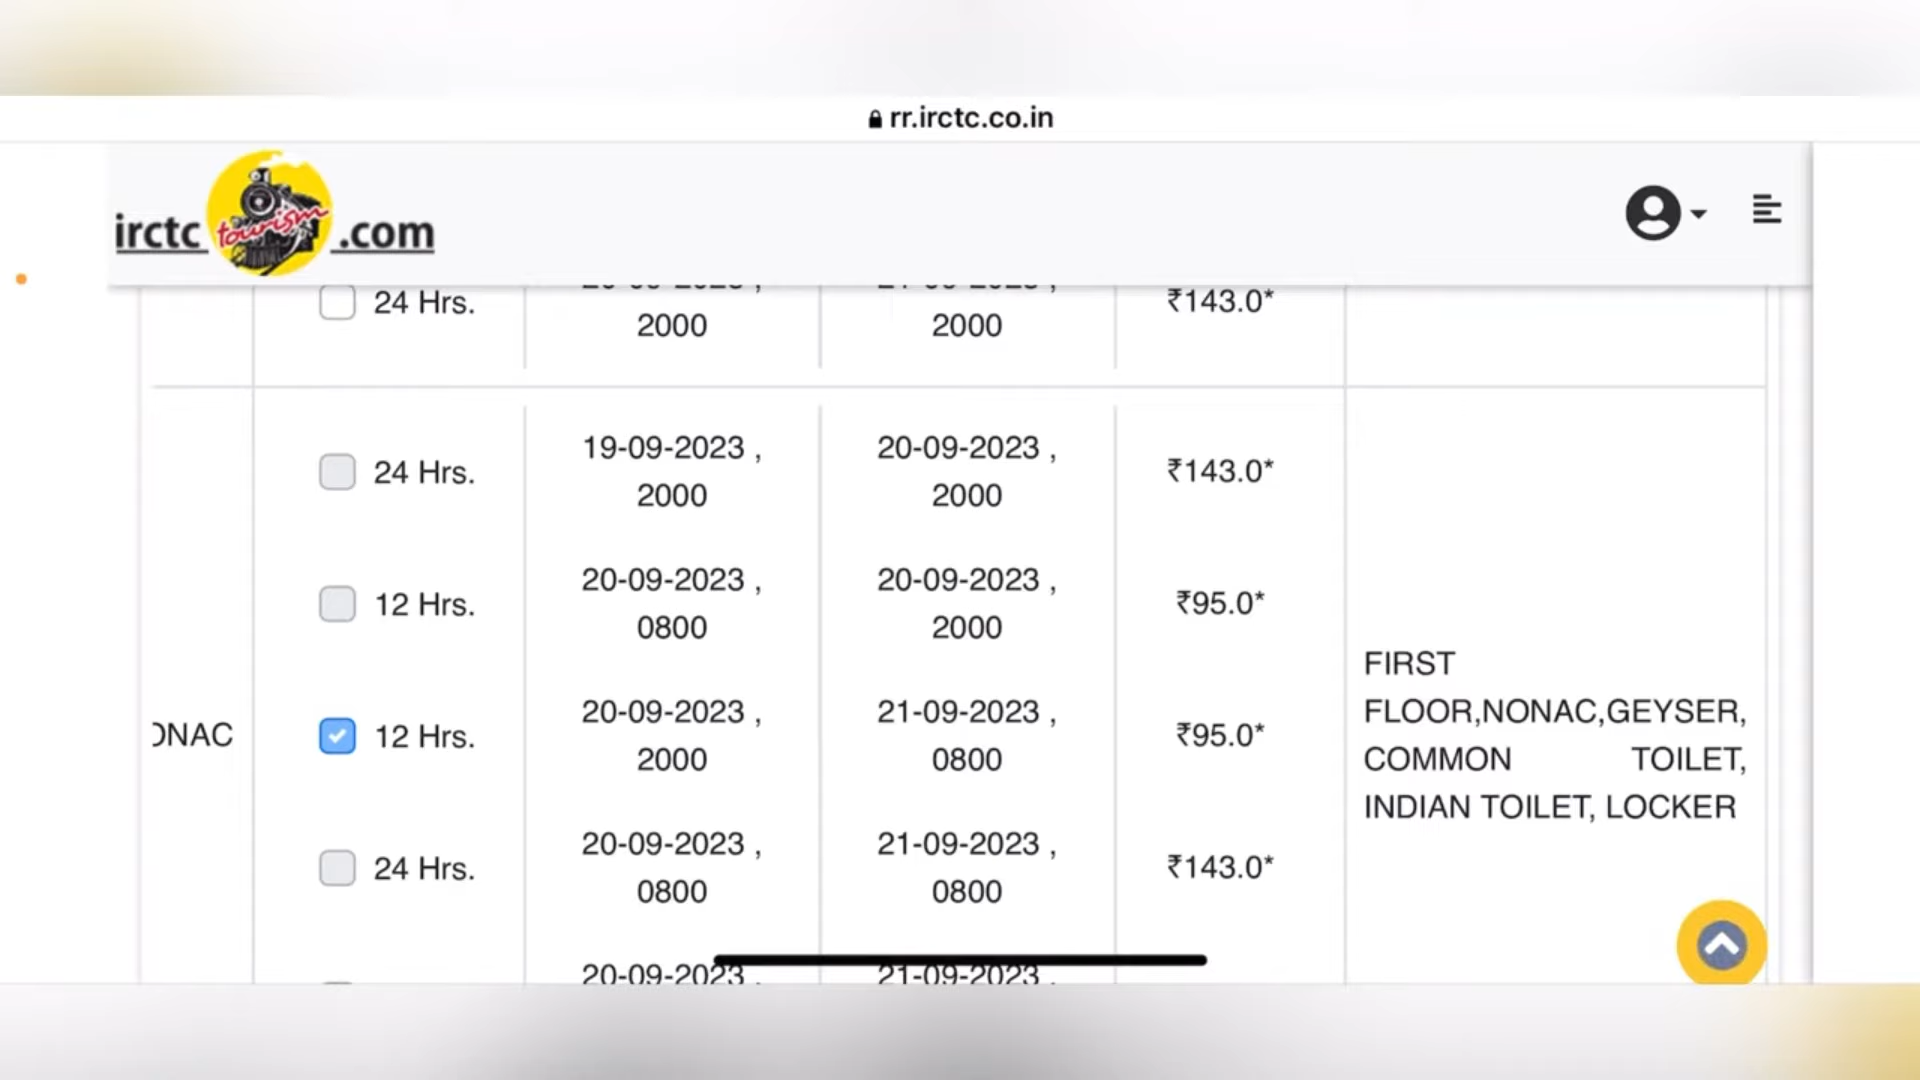 rr.irctc.co.in
irctc tourism .com
24 Hrs. 2000 2000 ₹143.0*
24 Hrs. 19-09-2023 , 2000 20-09-2023 , 2000 ₹143.0*
12 Hrs. 20-09-2023 , 0800 20-09-2023 , 2000 ₹95.0*
ONAC
12 Hrs. 20-09-2023 , 2000 21-09-2023 , 0800 ₹95.0*
24 Hrs. 20-09-2023 , 0800 21-09-2023 , 0800 ₹143.0*
20-09-2023 21-09-2023
FIRST
FLOOR,NONAC,GEYSER,
COMMON TOILET,
INDIAN TOILET, LOCKER